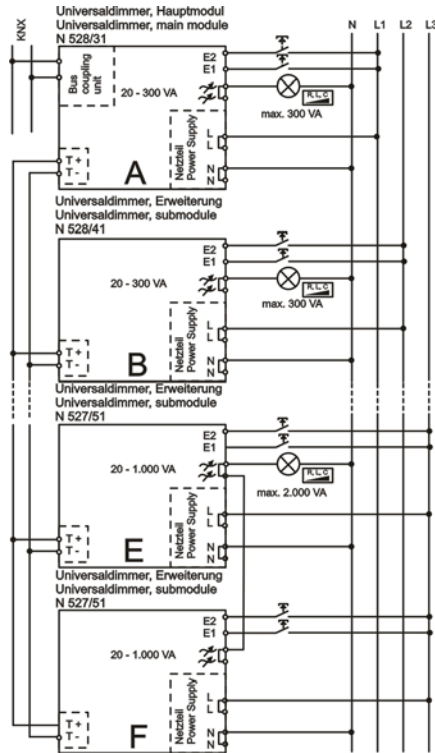 KNX
Universaldimmer, Hauptmodul
Universaldimmer, main module
N 528/31
N L1 L2 L3
Bus
coupling
unit
20 - 300 VA
E2
E1
R, L, C
max. 300 VA
Netzteil
Power Supply
L
L
N
N
T+
T-
A
Universaldimmer, Erweiterung
Universaldimmer, submodule
N 528/41
E2
E1
20 - 300 VA
R, L, C
max. 300 VA
Netzteil
Power Supply
L
L
N
N
T+
T-
B
Universaldimmer, Erweiterung
Universaldimmer, submodule
N 527/51
E2
E1
20 - 1.000 VA
R, L, C
max. 2.000 VA
Netzteil
Power Supply
L
L
N
N
T+
T-
E
Universaldimmer, Erweiterung
Universaldimmer, submodule
N 527/51
E2
E1
20 - 1.000 VA
Netzteil
Power Supply
L
L
N
N
T+
T-
F